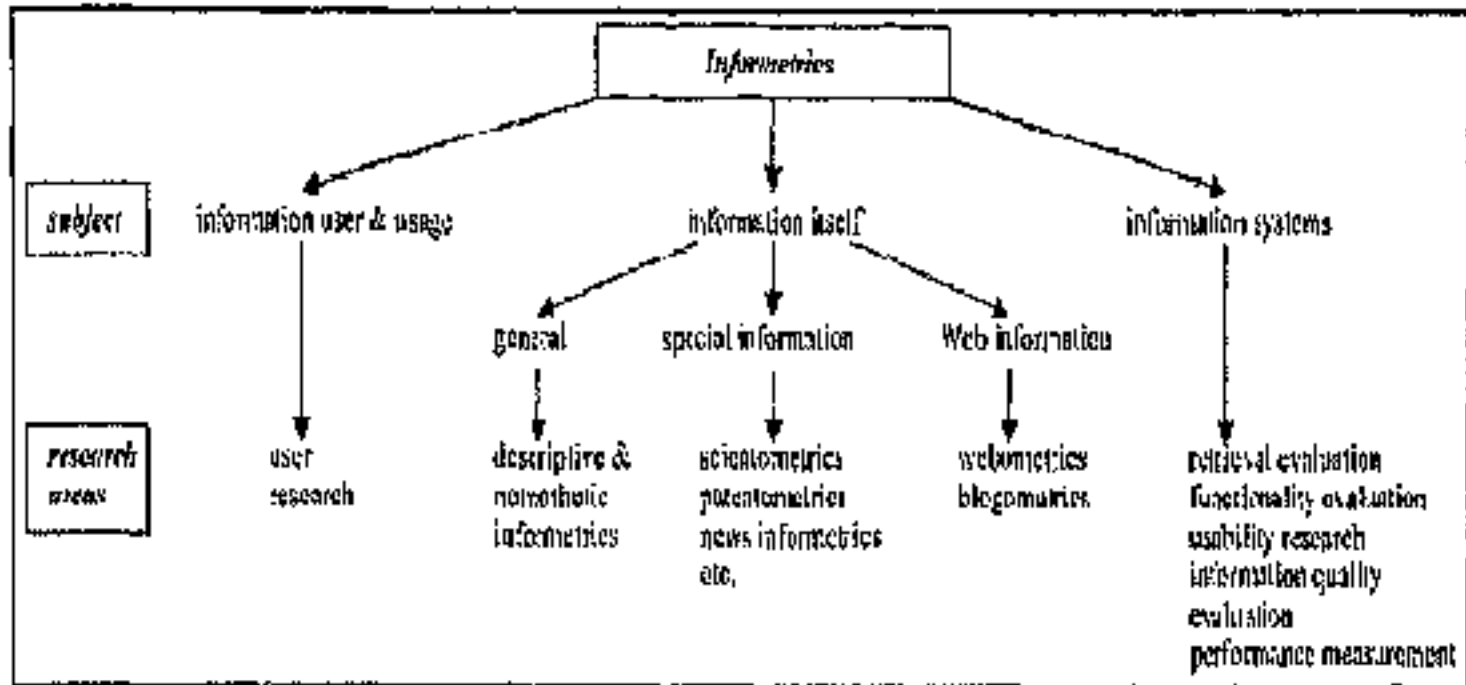 Informetrics
subject
information user & usage
information itself
information systems
general
special information
Web information
research
areas
user
research
descriptive &
nomothetic
informetrics
scientometrics
patentometrics
news informetrics
etc.
webometrics
blogometrics
retrieval evaluation
functionality evaluation
usability research
information quality
evaluation
performance measurement